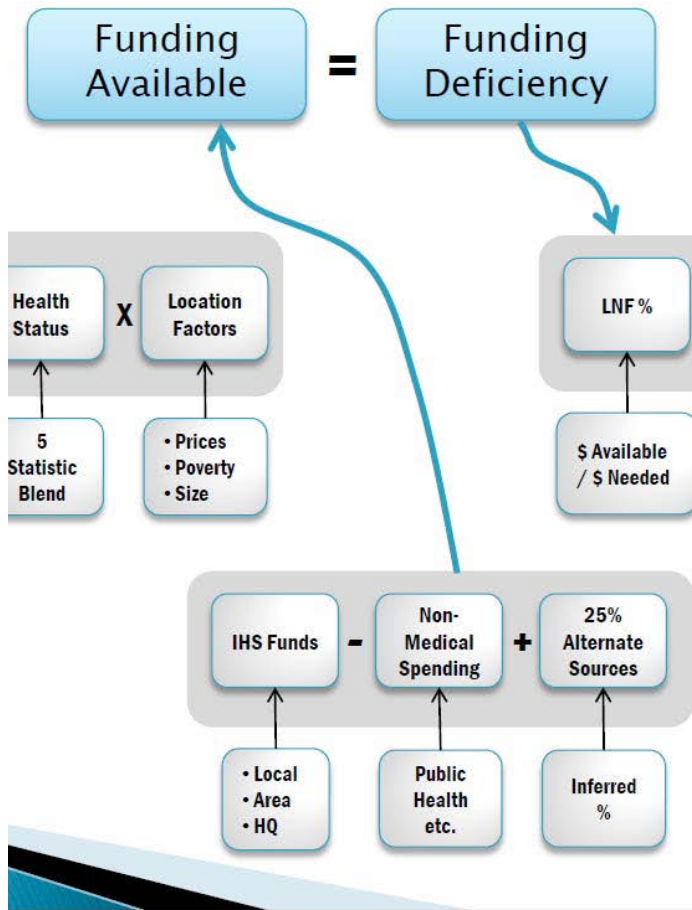 Funding
Available
=
Funding
Deficiency
Health
Status
X
Location
Factors
LNF %
5
Statistic
Blend
• Prices
• Poverty
• Size
$ Available
/ $ Needed
IHS Funds
-
Non-
Medical
Spending
+
25%
Alternate
Sources
• Local
• Area
• HQ
Public
Health
etc.
Inferred
%